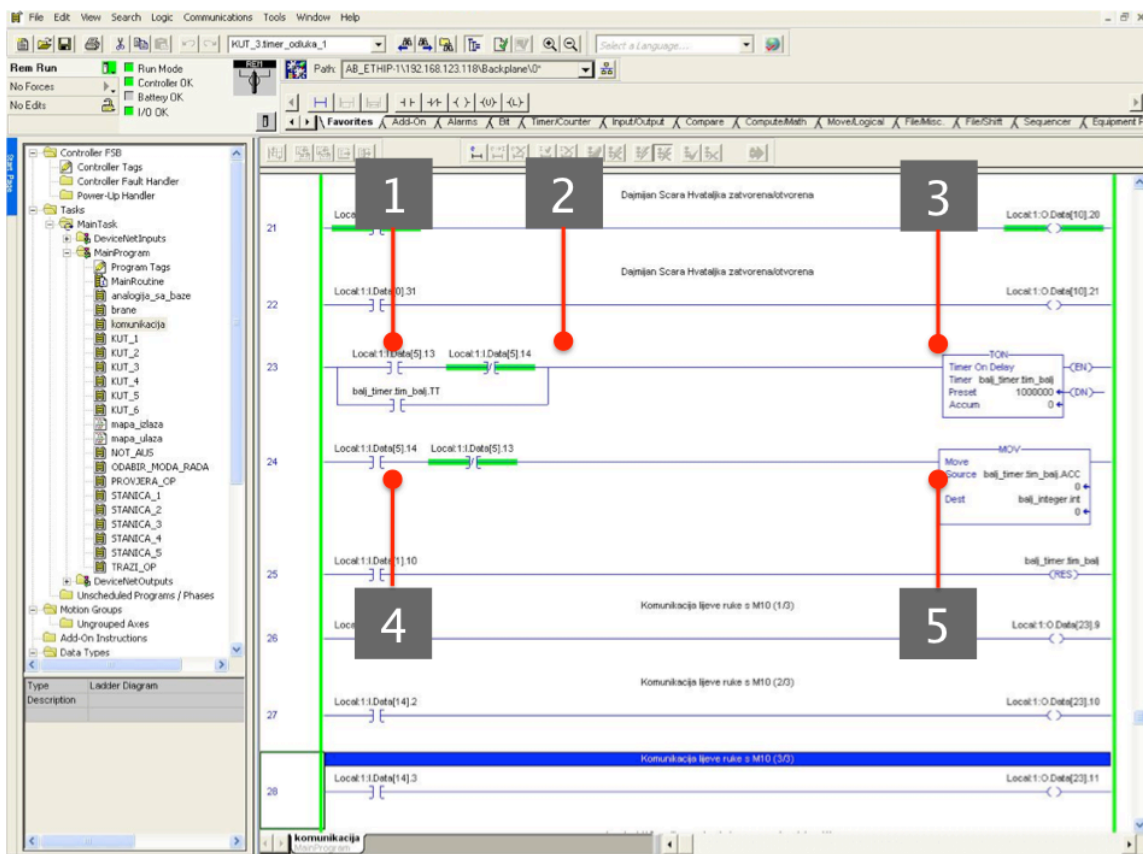 File Edit View Search Logic Communications Tools Window Help
KUT_3.timer_odluka_1
Select a Language....
Rem Run
Run Mode
No Forces
Controller OK
Battery OK
No Edits
I/O OK
REM
Path: AB_ETHIP-1\192.168.123.118\Backplane\0*
Favorites Add-On Alarms Bit Timer/Counter Input/Output Compare Compute/Math Move/Logical File/Misc. File/Shift Sequencer Equipment P
Start Page
Controller FSB
Controller Tags
Controller Fault Handler
Power-Up Handler
Tasks
MainTask
DeviceNetInputs
MainProgram
Program Tags
MainRoutine
analogija_sa_baze
brane
komunikacija
KUT_1
KUT_2
KUT_3
KUT_4
KUT_5
KUT_6
mapa_izlaza
mapa_ulaza
NOT_AUS
ODABIR_MODA_RADA
PROVJERA_OP
STANICA_1
STANICA_2
STANICA_3
STANICA_4
STANICA_5
TRAZI_OP
DeviceNetOutputs
Unscheduled Programs / Phases
Motion Groups
Ungrouped Axes
Add-On Instructions
Data Types
Type Ladder Diagram
Description
1
2
3
Dajmijan Scara Hvataljka zatvorena/otvorena
21
Local:1:O.Data[10].20
Dajmijan Scara Hvataljka zatvorena/otvorena
22
Local:1:I.Data[0].31
Local:1:O.Data[10].21
23
Local:1:I.Data[5].13
Local:1:I.Data[5].14
balj_timer.tim_balj.TT
TON
Timer On Delay
EN
Timer balj_timer.tim_balj
Preset 1000000
DN
Accum 0
24
Local:1:I.Data[5].14
Local:1:I.Data[5].13
MOV
Move
Source balj_timer.tim_balj.ACC
0
Dest balj_integer.int
0
25
Local:1:I.Data[1].10
balj_timer.tim_balj
RES
4
5
Komunikacija lijeve ruke s M10 (1/3)
26
Local:1:O.Data[23].9
Komunikacija lijeve ruke s M10 (2/3)
27
Local:1:I.Data[14].2
Local:1:O.Data[23].10
Komunikacija lijeve ruke s M10 (3/3)
28
Local:1:I.Data[14].3
Local:1:O.Data[23].11
komunikacija
MainProgram